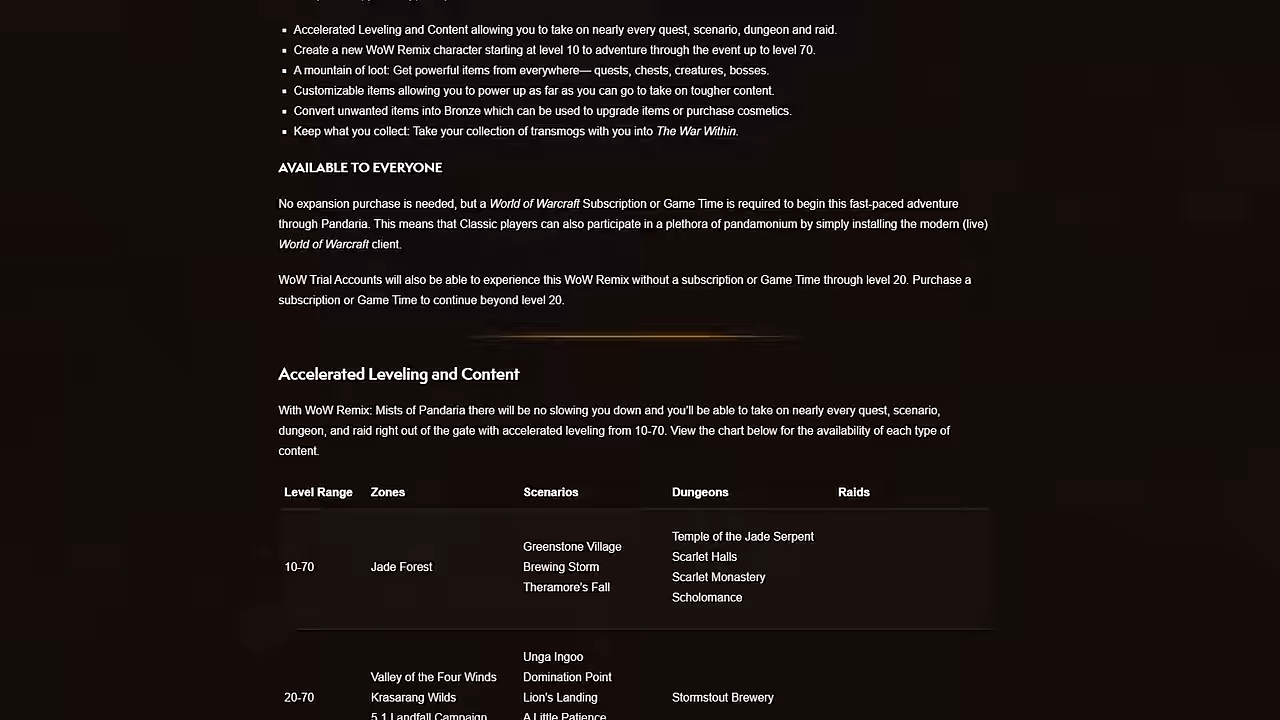 Accelerated Leveling and Content allowing you to take on nearly every quest, scenario, dungeon and raid.
Create a new WoW Remix character starting at level 10 to adventure through the event up to level 70.
A mountain of loot: Get powerful items from everywhere— quests, chests, creatures, bosses.
Customizable items allowing you to power up as far as you can go to take on tougher content.
Convert unwanted items into Bronze which can be used to upgrade items or purchase cosmetics.
Keep what you collect: Take your collection of transmogs with you into The War Within.
AVAILABLE TO EVERYONE
No expansion purchase is needed, but a World of Warcraft Subscription or Game Time is required to begin this fast-paced adventure
through Pandaria. This means that Classic players can also participate in a plethora of pandamonium by simply installing the modern (live)
World of Warcraft client.
WoW Trial Accounts will also be able to experience this WoW Remix without a subscription or Game Time through level 20. Purchase a
subscription or Game Time to continue beyond level 20.
Accelerated Leveling and Content
With WoW Remix: Mists of Pandaria there will be no slowing you down and you'll be able to take on nearly every quest, scenario,
dungeon, and raid right out of the gate with accelerated leveling from 10-70. View the chart below for the availability of each type of
content.
Level Range Zones Scenarios Dungeons Raids
10-70
Jade Forest
Greenstone Village
Brewing Storm
Theramore's Fall
Temple of the Jade Serpent
Scarlet Halls
Scarlet Monastery
Scholomance
20-70
Valley of the Four Winds
Krasarang Wilds
5.1 Landfall Campaign
Unga Ingoo
Domination Point
Lion's Landing
A Little Patience
Stormstout Brewery